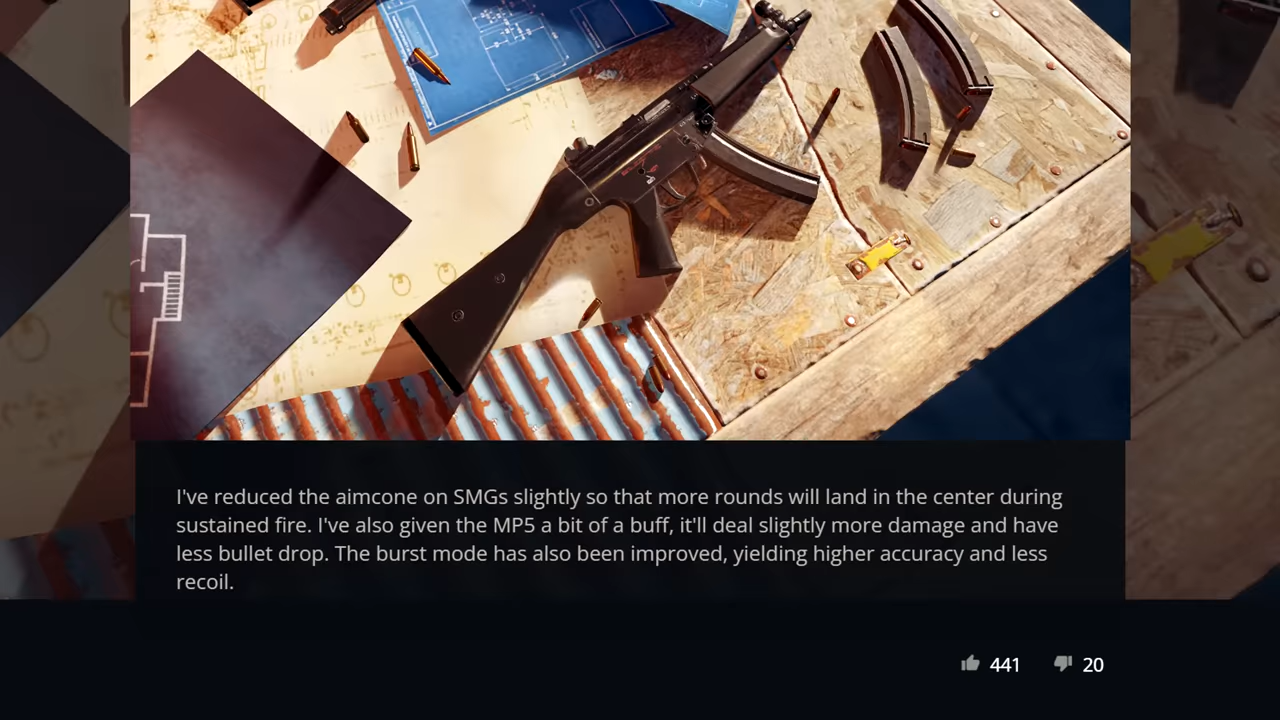 I've reduced the aimcone on SMGs slightly so that more rounds will land in the center during
sustained fire. I've also given the MP5 a bit of a buff, it'll deal slightly more damage and have
less bullet drop. The burst mode has also been improved, yielding higher accuracy and less
recoil.
441 20